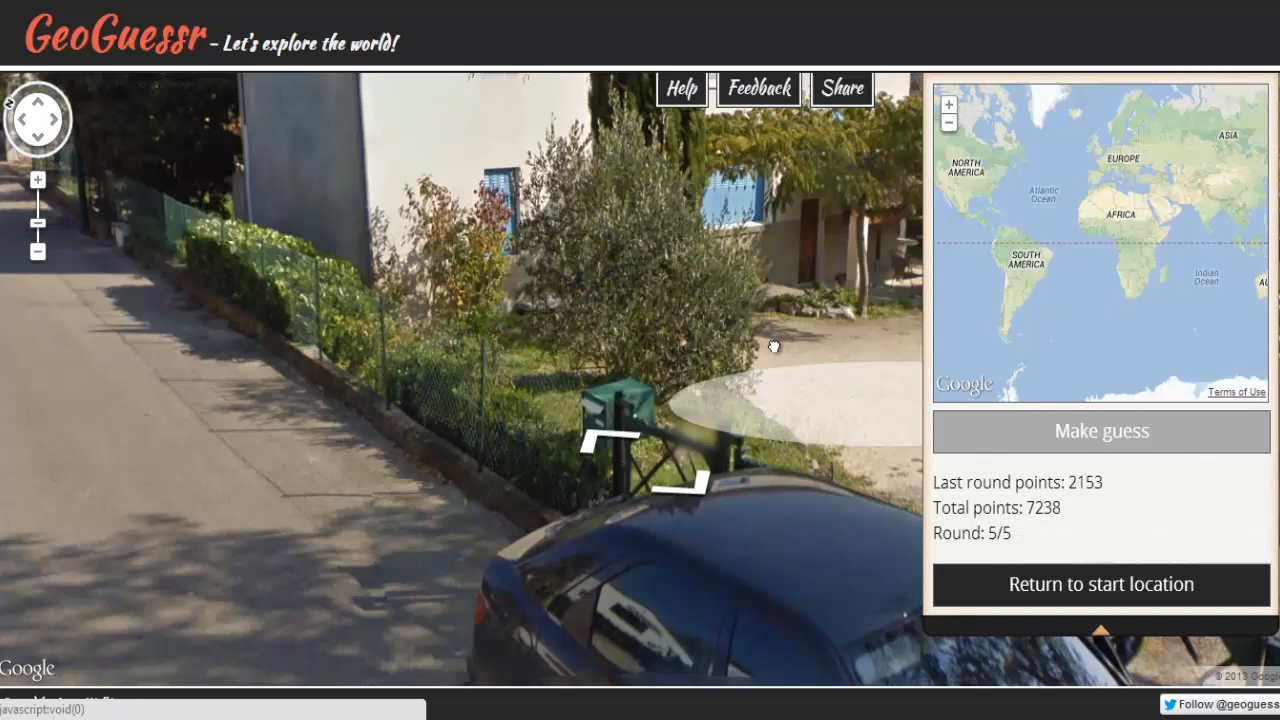 GeoGuessr - Let's explore the world!
Help
Feedback
Share
N
+
-
+
-
NORTH AMERICA
EUROPE
ASIA
Atlantic Ocean
AFRICA
SOUTH AMERICA
Indian Ocean
AU
Google
Terms of Use
Make guess
Last round points: 2153
Total points: 7238
Round: 5/5
Return to start location
Google
© 2013 Google
javascript:void(0)
Follow @geoguess